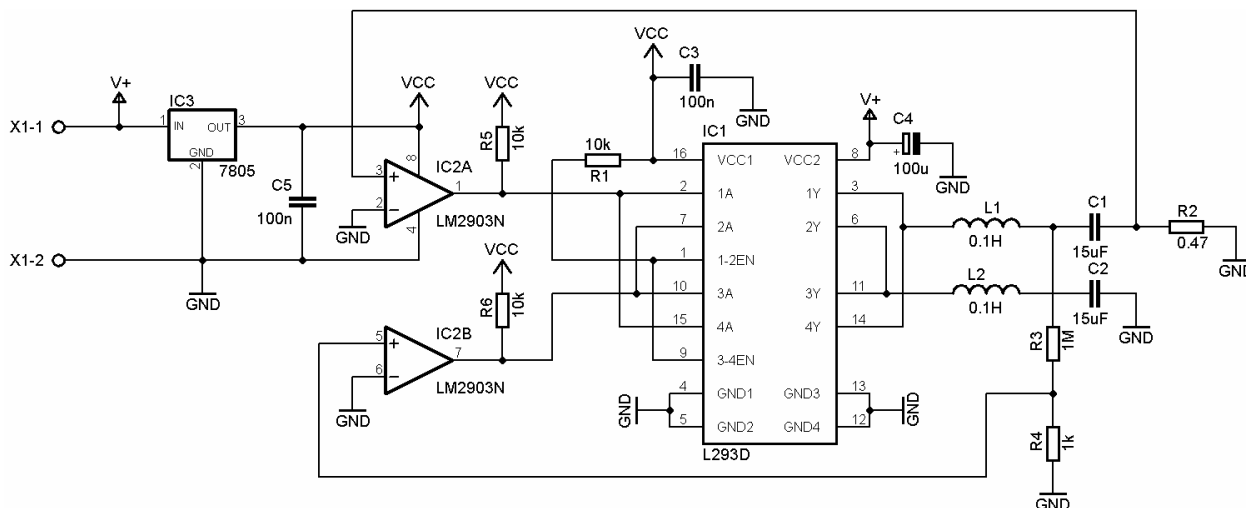 VCC
C3
100n
GND
V+
IC3
X1-1
1
IN
OUT
3
GND
2
7805
VCC
VCC
R5
10k
8
C5
100n
IC2A
3
+
1
2
−
4
LM2903N
GND
X1-2
GND
10k
R1
IC1
V+
C4
+
100u
GND
16
VCC1
VCC2
8
2
1A
1Y
3
7
2A
2Y
6
1
1-2EN
10
3A
3Y
11
15
4A
4Y
14
9
3-4EN
4
GND1
GND3
13
5
GND2
GND4
12
GND
GND
L293D
VCC
R6
10k
IC2B
5
+
7
6
−
LM2903N
GND
L1
0.1H
C1
15uF
R2
0.47
GND
L2
0.1H
C2
15uF
GND
R3
1M
R4
1k
GND